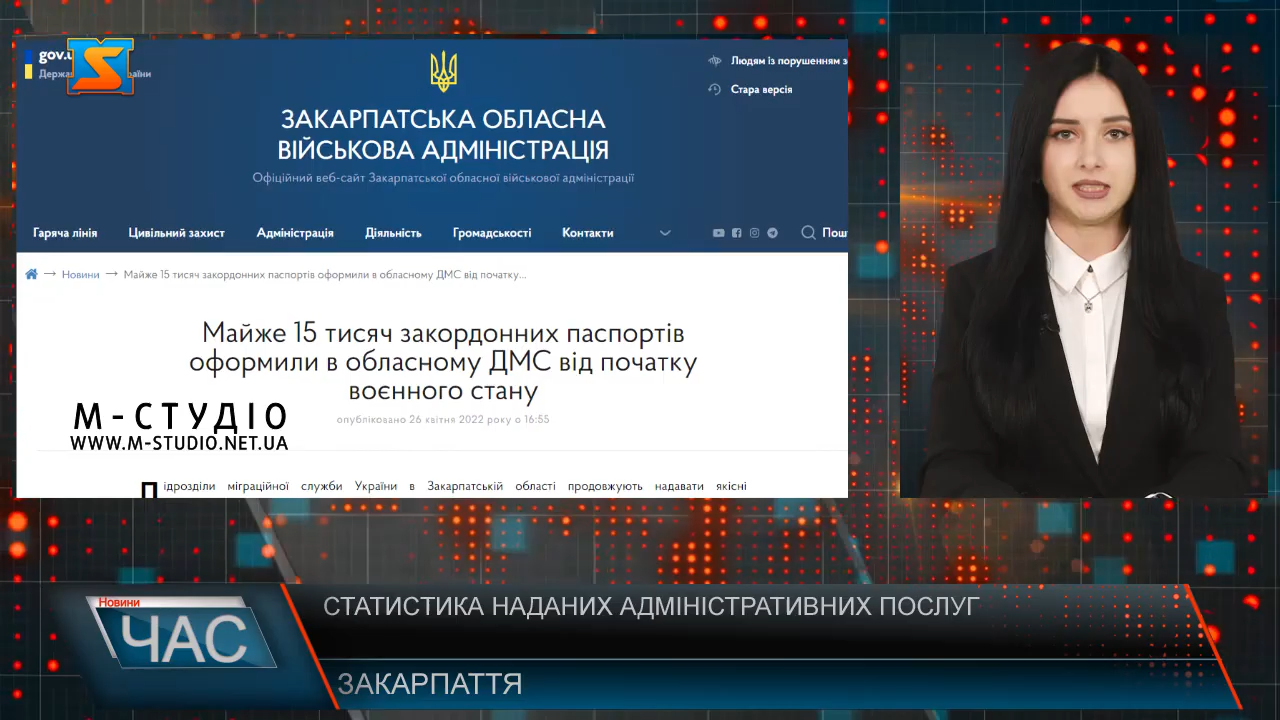 gov.u
Людям із порушенням з
Держа
аїни
Стара версія
ЗАКАРПАТСЬКА ОБЛАСНА
ВІЙСЬКОВА АДМІНІСТРАЦІЯ
Офіційний веб-сайт Закарпатської обласної військової адміністрації
Гаряча лінія Цивільний захист Адміністрація Діяльність Громадськості Контакти Пош
Новини → Майже 15 тисяч закордонних паспортів оформили в обласному ДМС від початку...
Майже 15 тисяч закордонних паспортів
оформили в обласному ДМС від початку
воєнного стану
опубліковано 26 квітня 2022 року о 16:55
М-СТУДІО
WWW.M-STUDIO.NET.UA
Підрозділи міграційної служби України в Закарпатській області продовжують надавати якісні
Новини
ЧАС
СТАТИСТИКА НАДАНИХ АДМІНІСТРАТИВНИХ ПОСЛУГ
ЗАКАРПАТТЯ